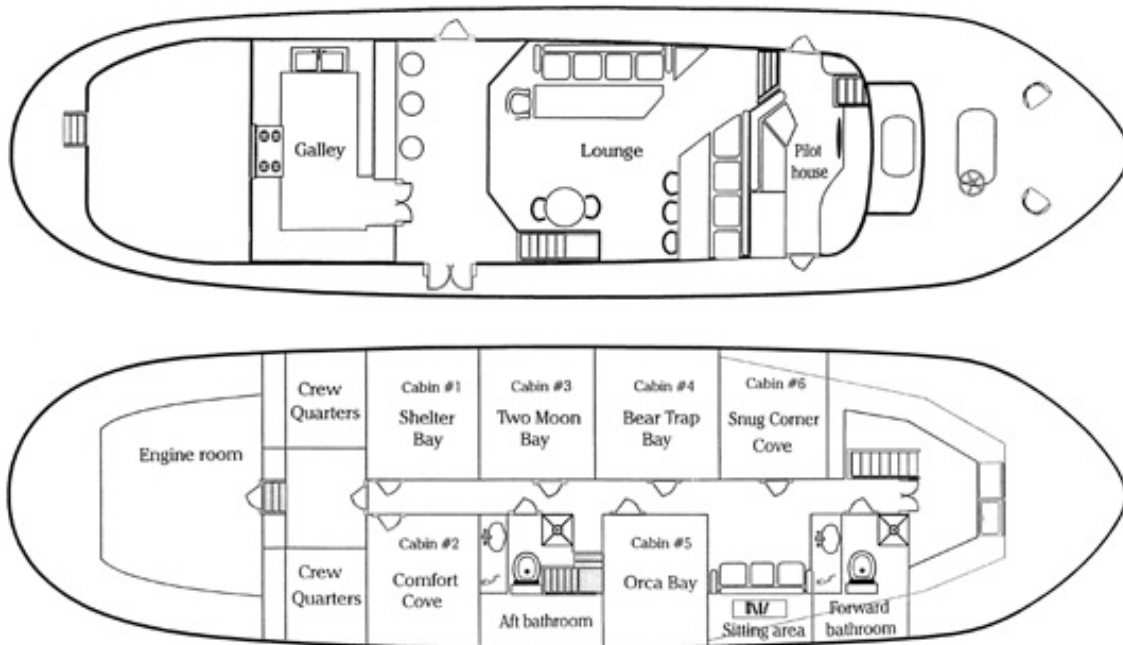 Galley
Lounge
Pilot
house
Crew
Quarters
Cabin #1
Shelter
Bay
Cabin #3
Two Moon
Bay
Cabin #4
Bear Trap
Bay
Cabin #6
Snug Corner
Cove
Engine room
Crew
Quarters
Cabin #2
Comfort
Cove
Aft bathroom
Cabin #5
Orca Bay
Sitting area
Forward
bathroom